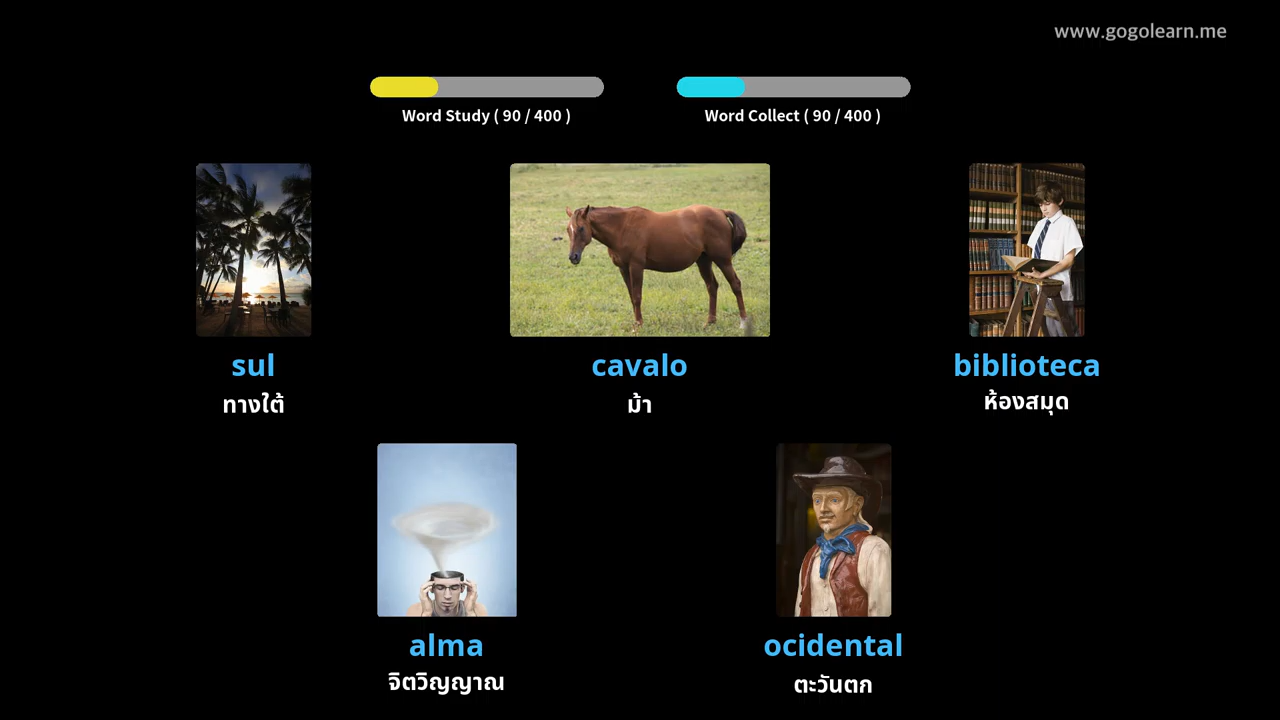 www.gogolearn.me
Word Study ( 90 / 400 )
Word Collect ( 90 / 400 )
sul
ทางใต้
cavalo
ม้า
biblioteca
ห้องสมุด
alma
จิตวิญญาณ
ocidental
ตะวันตก